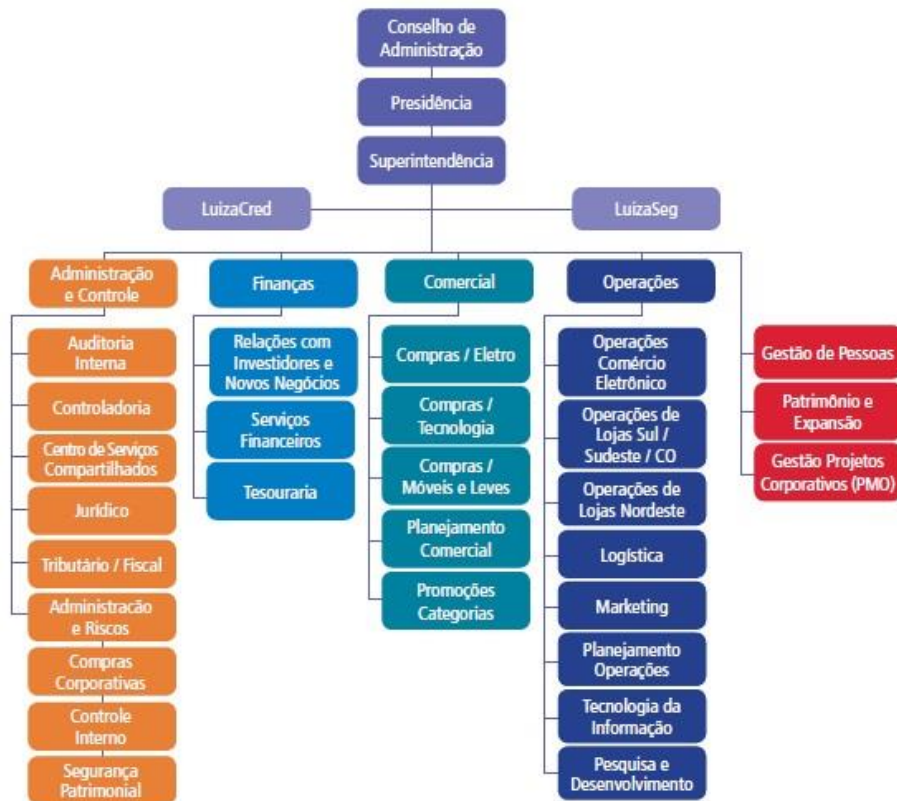 Conselho de
Administração
Presidência
Superintendência
LuizaCred
LuizaSeg
Administração
e Controle
Auditoria
Interna
Controladoria
Centro de Serviços
Compartilhados
Jurídico
Tributário / Fiscal
Administracão
e Riscos
Compras
Corporativas
Controle
Interno
Segurança
Patrimonial
Finanças
Relações com
Investidores e
Novos Negócios
Serviços
Financeiros
Tesouraria
Comercial
Compras / Eletro
Compras /
Tecnologia
Compras /
Móveis e Leves
Planejamento
Comercial
Promoções
Categorias
Operações
Operações
Comércio
Eletrônico
Operações de
Lojas Sul /
Sudeste / CO
Operações de
Lojas Nordeste
Logística
Marketing
Planejamento
Operações
Tecnologia da
Informação
Pesquisa e
Desenvolvimento
Gestão de Pessoas
Patrimônio e
Expansão
Gestão Projetos
Corporativos (PMO)